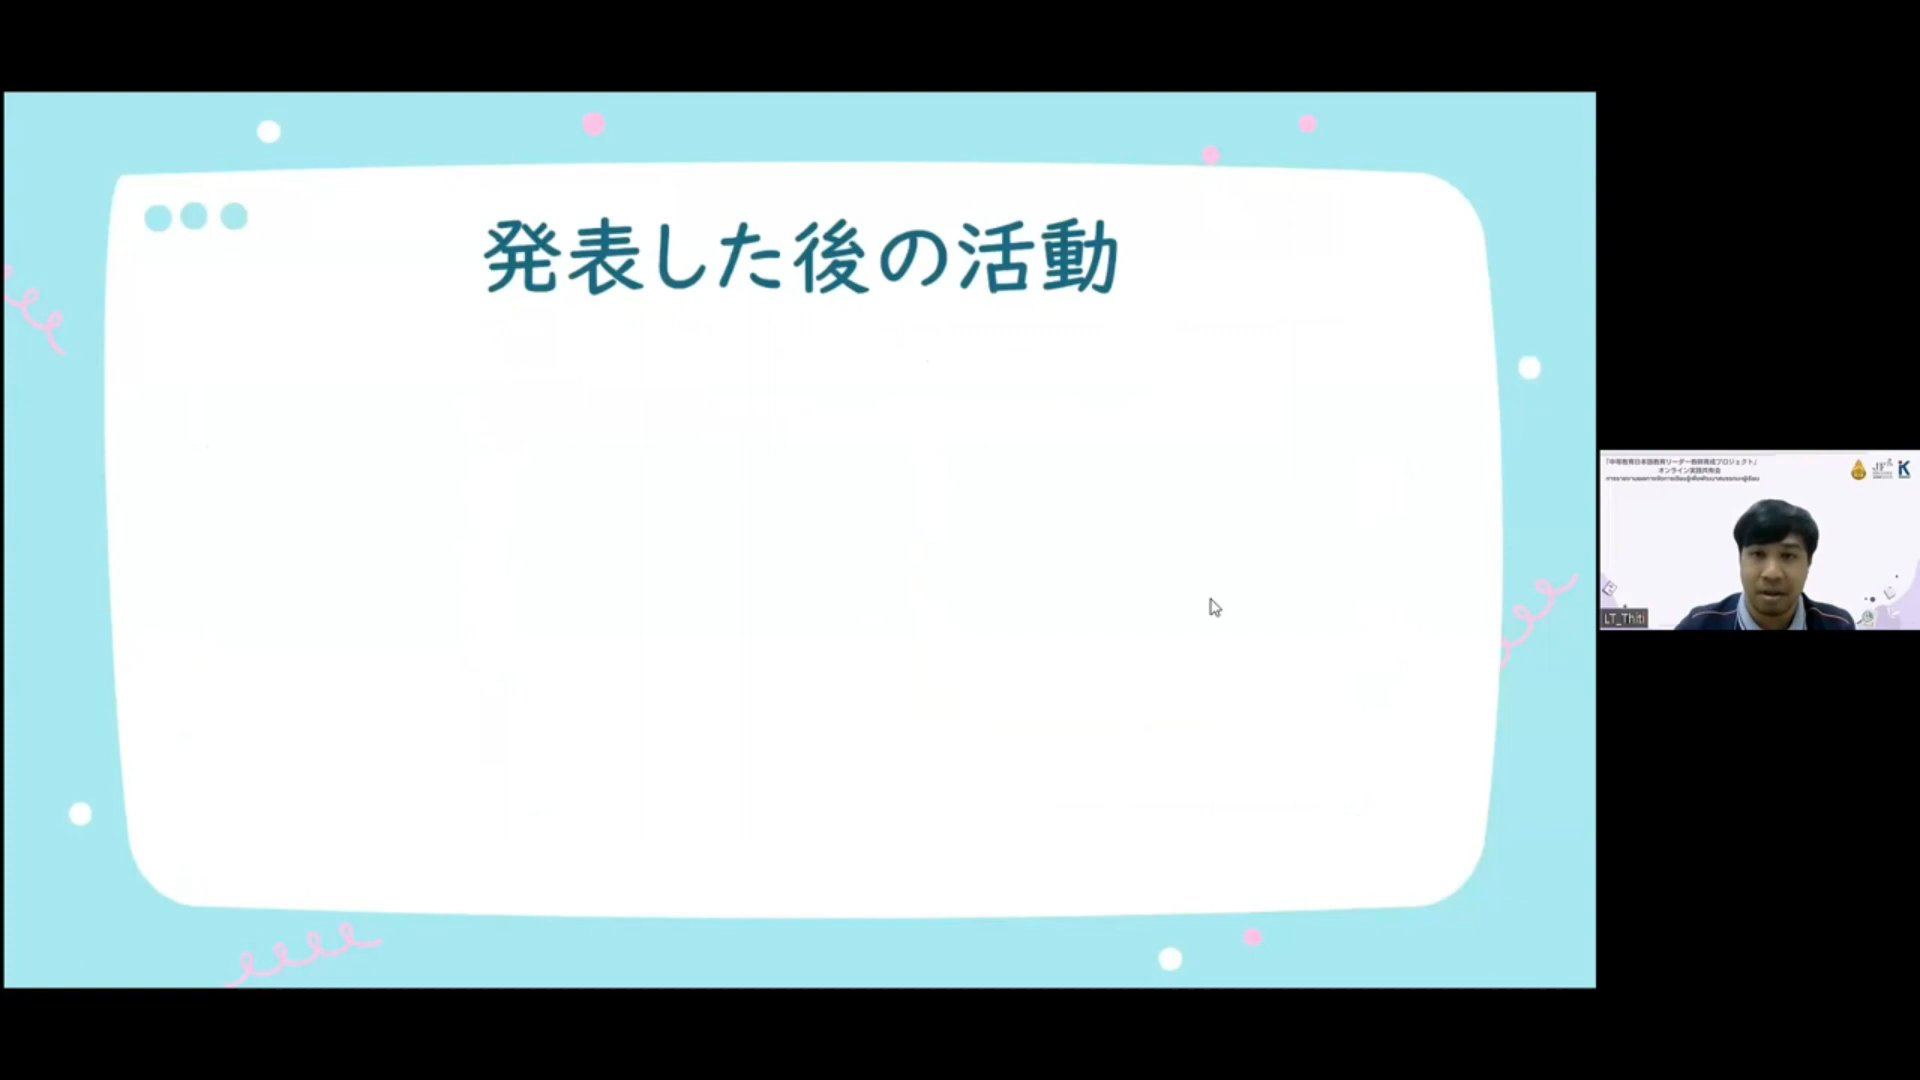 発表した後の活動
「中等教育日本語教育リーダー教師育成プロジェクト」
オンライン実践共有会
LT_Thiti